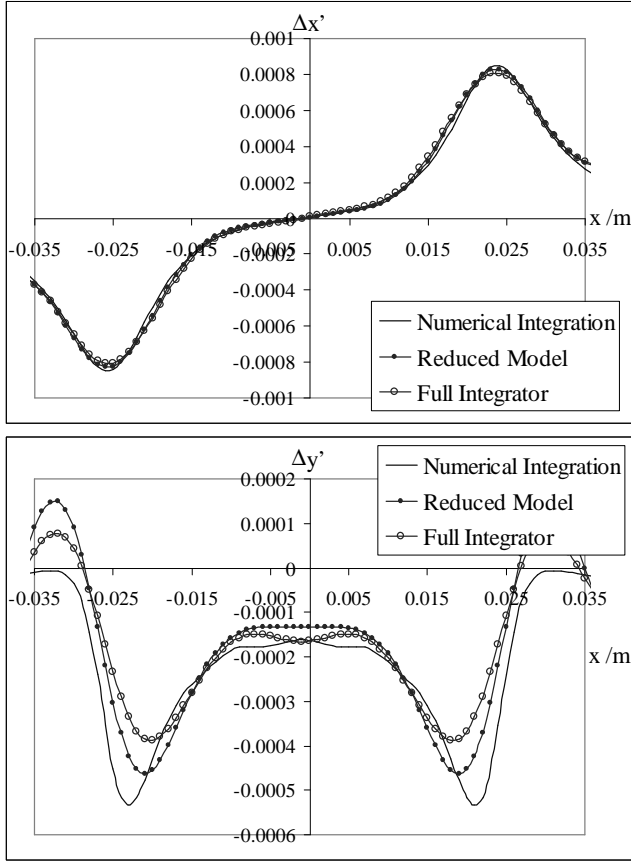 Δx'
0.001
0.0008
0.0006
0.0004
0.0002
0
-0.035 -0.025 -0.015 0.005 0.015 0.025 0.035
x /m
-0.0002
-0.0004
-0.0006
-0.0008
-0.001
Numerical Integration
Reduced Model
Full Integrator
Δy'
0.0002
0.0001
0
-0.035 -0.025 -0.015 0.005 0.015 0.025 0.035
x /m
-0.0001
-0.0002
-0.0003
-0.0004
-0.0005
-0.0006
Numerical Integration
Reduced Model
Full Integrator